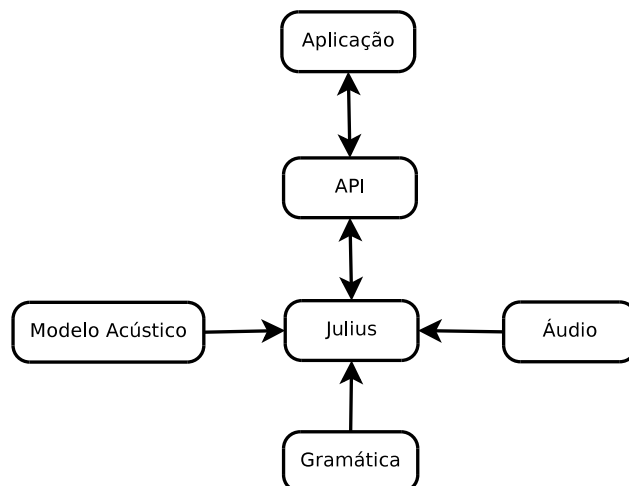 Aplicação
API
Modelo Acústico
Julius
Áudio
Gramática